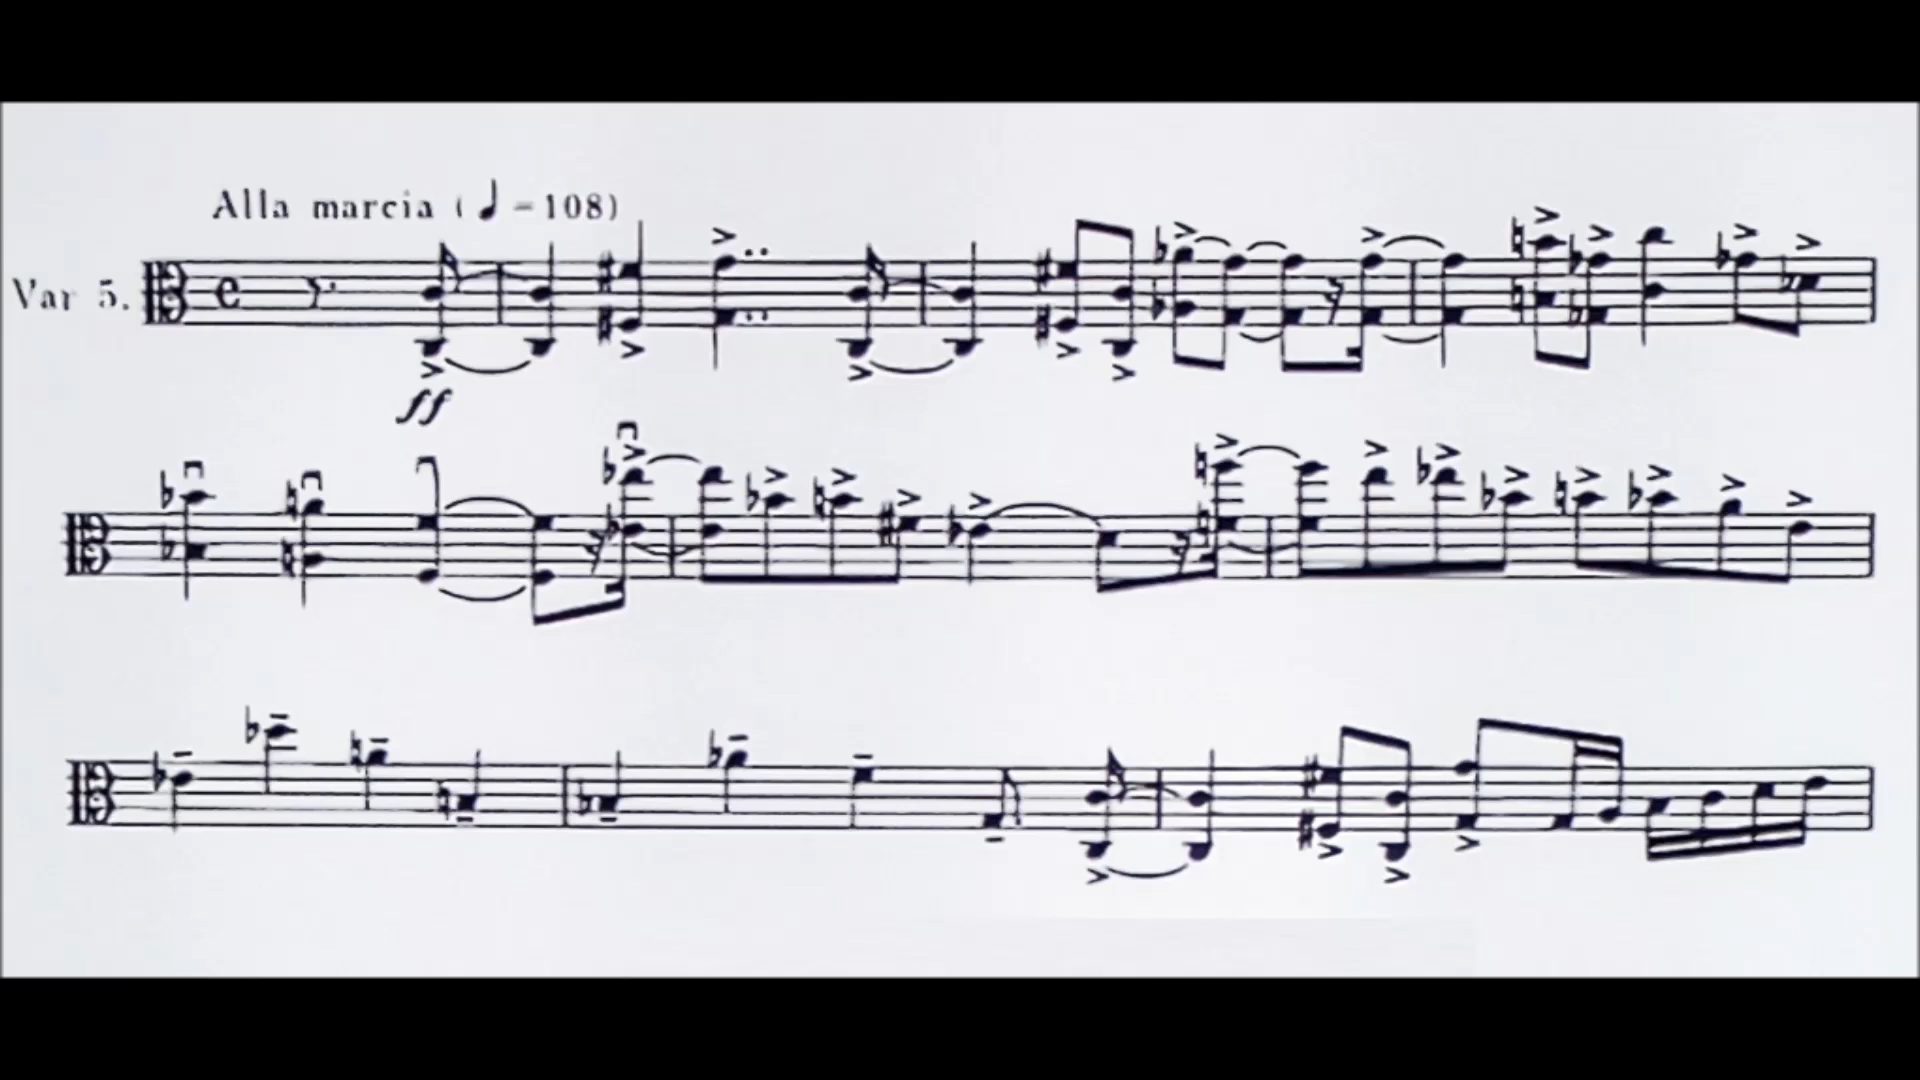 Alla marcia (♩=108)
Var 5.
ff